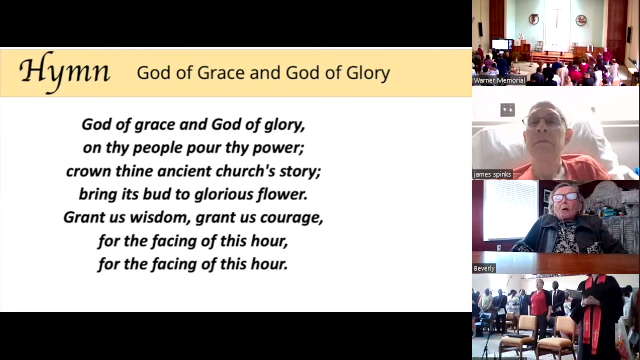 Hymn God of Grace and God of Glory
God of grace and God of glory,
on thy people pour thy power;
crown thine ancient church's story;
bring its bud to glorious flower.
Grant us wisdom, grant us courage,
for the facing of this hour,
for the facing of this hour.
Warner Memorial
james spinks
Beverly